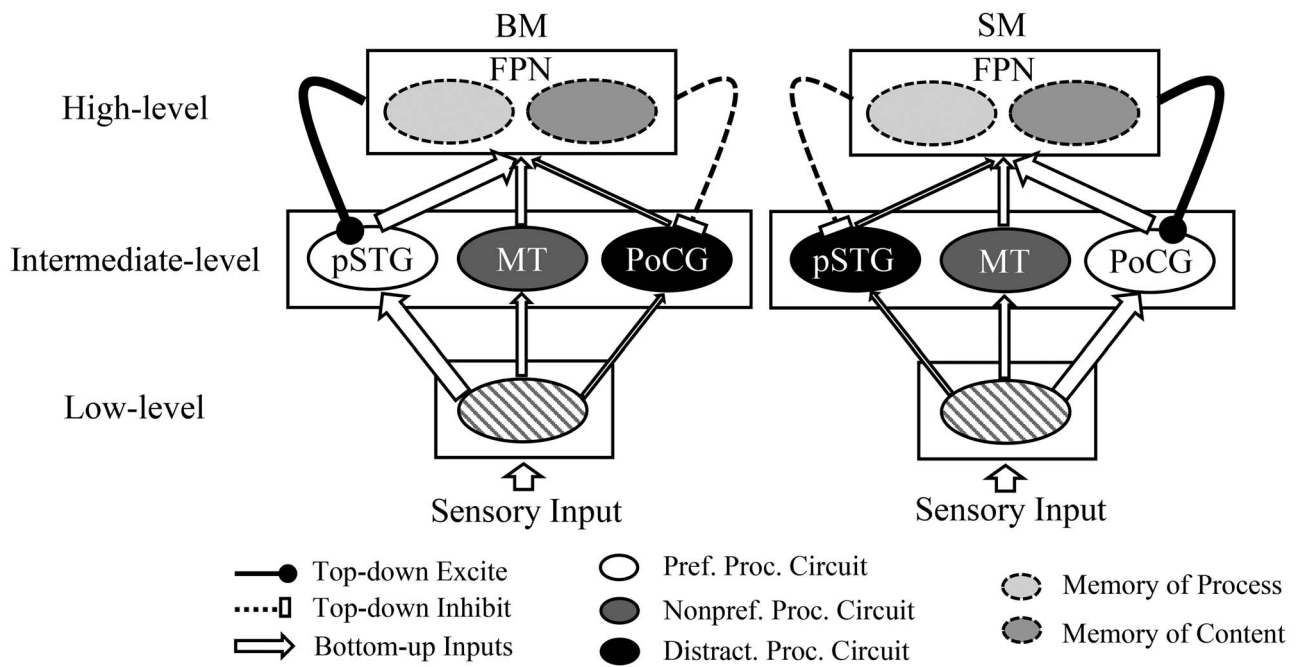 BM
SM
FPN
FPN
High-level
Intermediate-level
pSTG
MT
PoCG
pSTG
MT
PoCG
Low-level
Sensory Input
Sensory Input
Top-down Excite
Top-down Inhibit
Bottom-up Inputs
Pref. Proc. Circuit
Nonpref. Proc. Circuit
Distract. Proc. Circuit
Memory of Process
Memory of Content